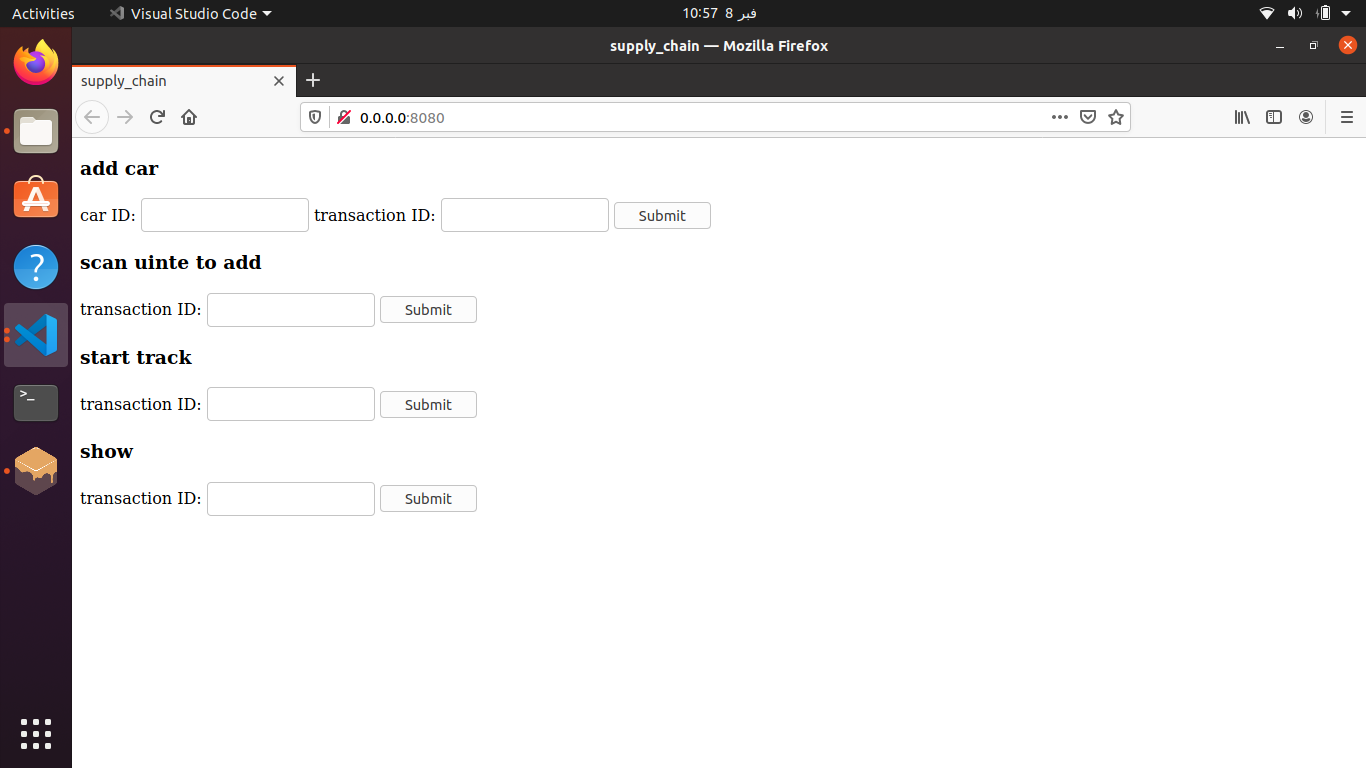 Activities Visual Studio Code 10:57 8 فبر
supply_chain — Mozilla Firefox
supply_chain
0.0.0.0:8080
add car
car ID: transaction ID: Submit
scan uinte to add
transaction ID: Submit
start track
transaction ID: Submit
show
transaction ID: Submit